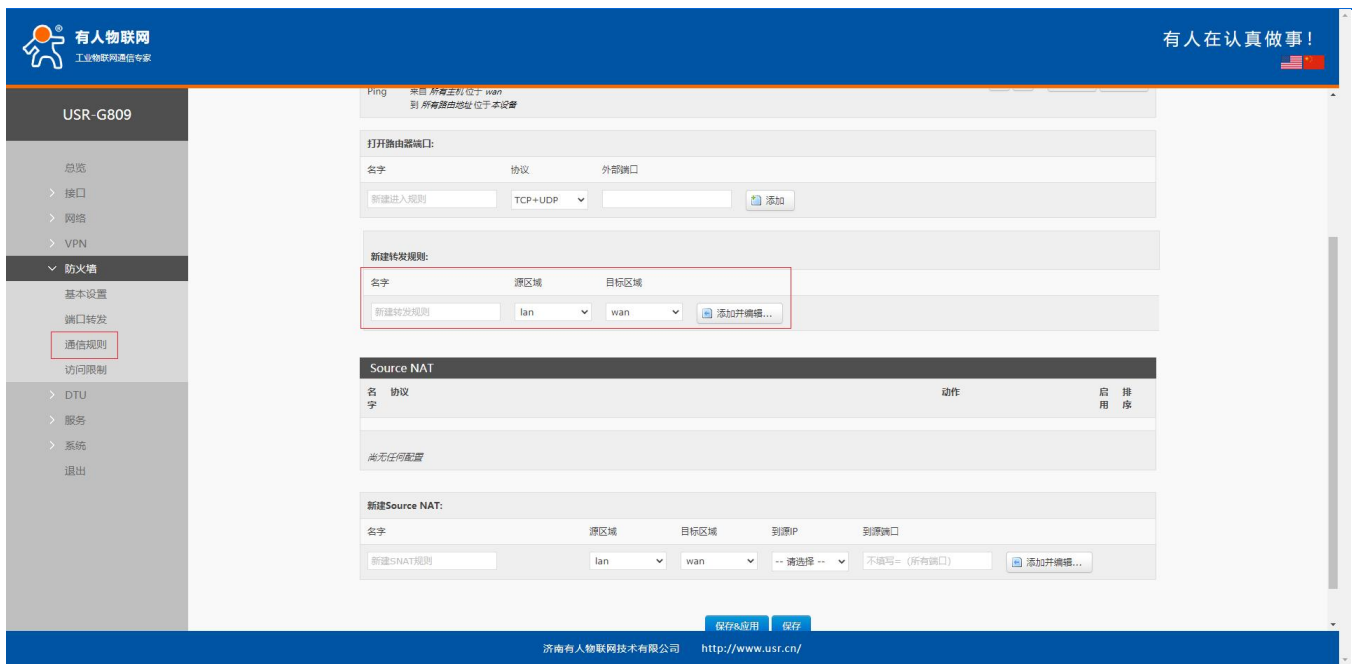 有人物联网
工业物联网通信专家
有人在认真做事!
USR-G809
总览
接口
网络
VPN
防火墙
基本设置
端口转发
通信规则
访问限制
DTU
服务
系统
退出
Ping 来自 所有主机 位于 wan
到 所有路由地址 位于 本设备
打开路由器端口:
名字 协议 外部端口
新建进入规则 TCP+UDP 添加
新建转发规则:
名字 源区域 目标区域
新建转发规则 lan wan 添加并编辑...
Source NAT
名字 协议 动作 启用 排序
尚无任何配置
新建Source NAT:
名字 源区域 目标区域 到源IP 到源端口
新建SNAT规则 lan wan -- 请选择 -- 不填写= (所有端口) 添加并编辑...
保存&应用 保存
济南有人物联网技术有限公司 http://www.usr.cn/